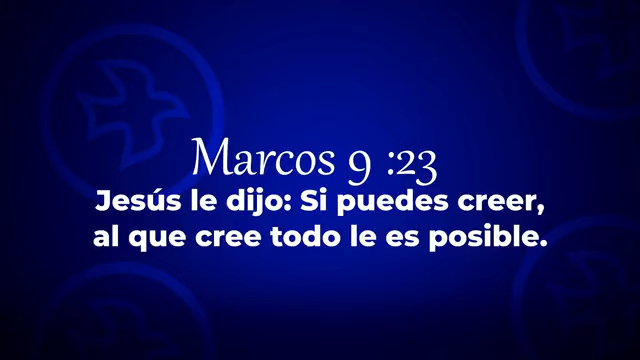 Marcos 9 :23
Jesús le dijo: Si puedes creer,
al que cree todo le es posible.